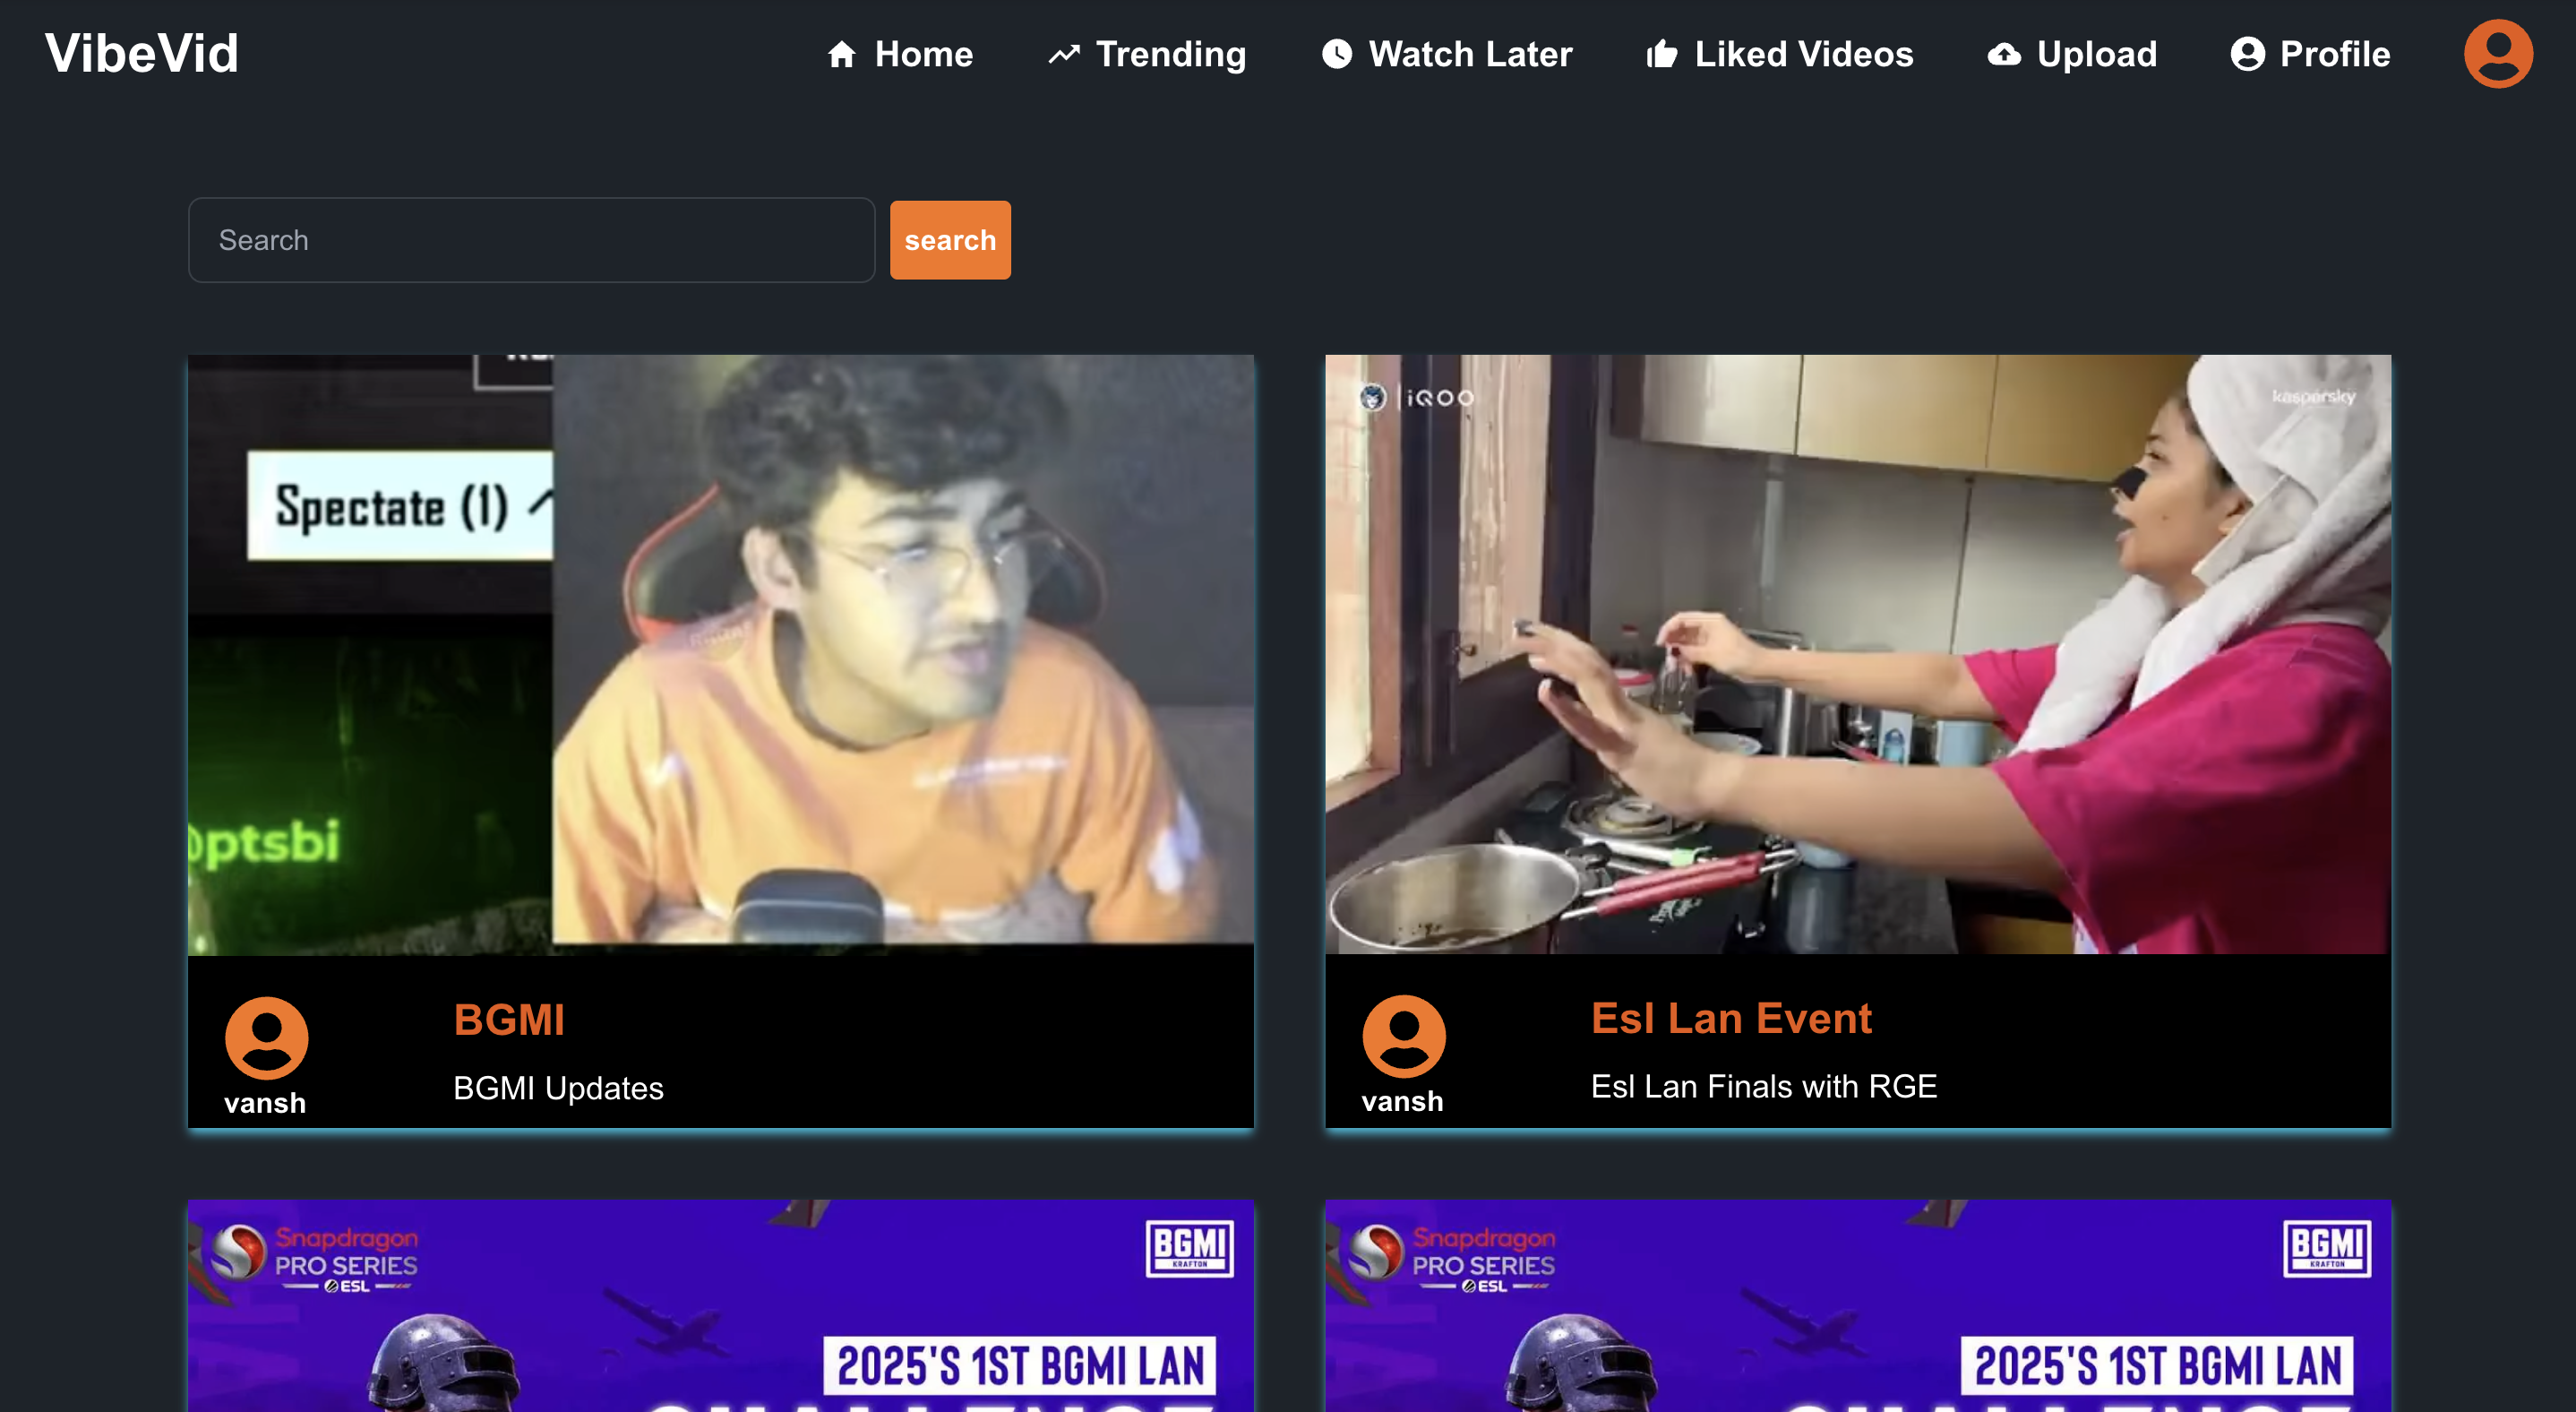 VibeVid Home Trending Watch Later Liked Videos Upload Profile
Search search
Spectate (1)
ptsbi
iQOO
kaspersky
BGMI
BGMI Updates
vansh
Esl Lan Event
Esl Lan Finals with RGE
vansh
Snapdragon
PRO SERIES
ESL
BGMI
KRAFTON
2025'S 1ST BGMI LAN
Snapdragon
PRO SERIES
ESL
BGMI
KRAFTON
2025'S 1ST BGMI LAN